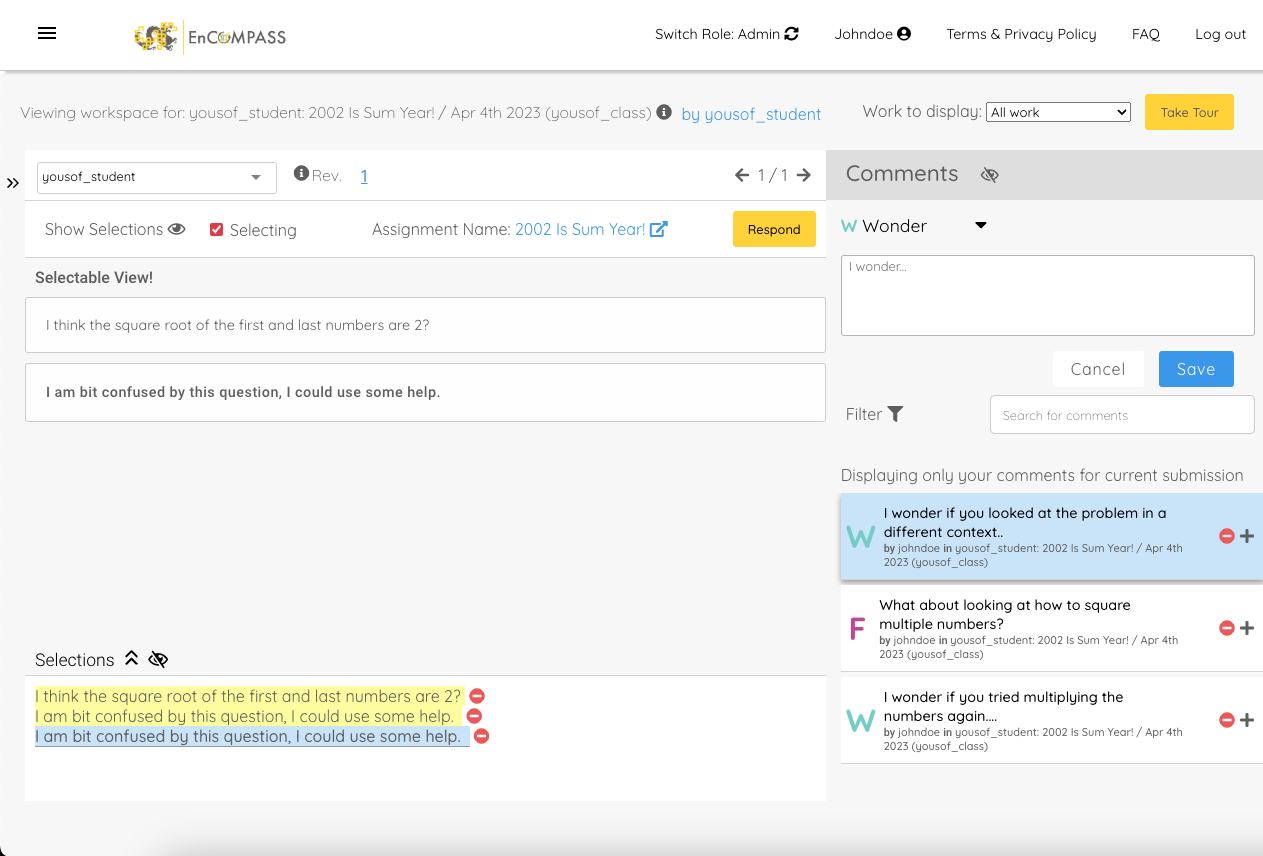 EnCoMPASS
Switch Role: Admin
Johndoe
Terms & Privacy Policy
FAQ
Log out
Viewing workspace for: yousof_student: 2002 Is Sum Year! / Apr 4th 2023 (yousof_class)
by yousof_student
Work to display:
All work
Take Tour
yousof_student
Rev.
1
1 / 1
Show Selections
Selecting
Assignment Name: 2002 Is Sum Year!
Respond
Selectable View!
I think the square root of the first and last numbers are 2?
I am bit confused by this question, I could use some help.
Selections
I think the square root of the first and last numbers are 2?
I am bit confused by this question, I could use some help.
I am bit confused by this question, I could use some help.
Comments
W Wonder
I wonder...
Cancel
Save
Filter
Search for comments
Displaying only your comments for current submission
W
I wonder if you looked at the problem in a
different context..
by johndoe in yousof_student: 2002 Is Sum Year! / Apr 4th
2023 (yousof_class)
F
What about looking at how to square
multiple numbers?
by johndoe in yousof_student: 2002 Is Sum Year! / Apr 4th
2023 (yousof_class)
W
I wonder if you tried multiplying the
numbers again....
by johndoe in yousof_student: 2002 Is Sum Year! / Apr 4th
2023 (yousof_class)